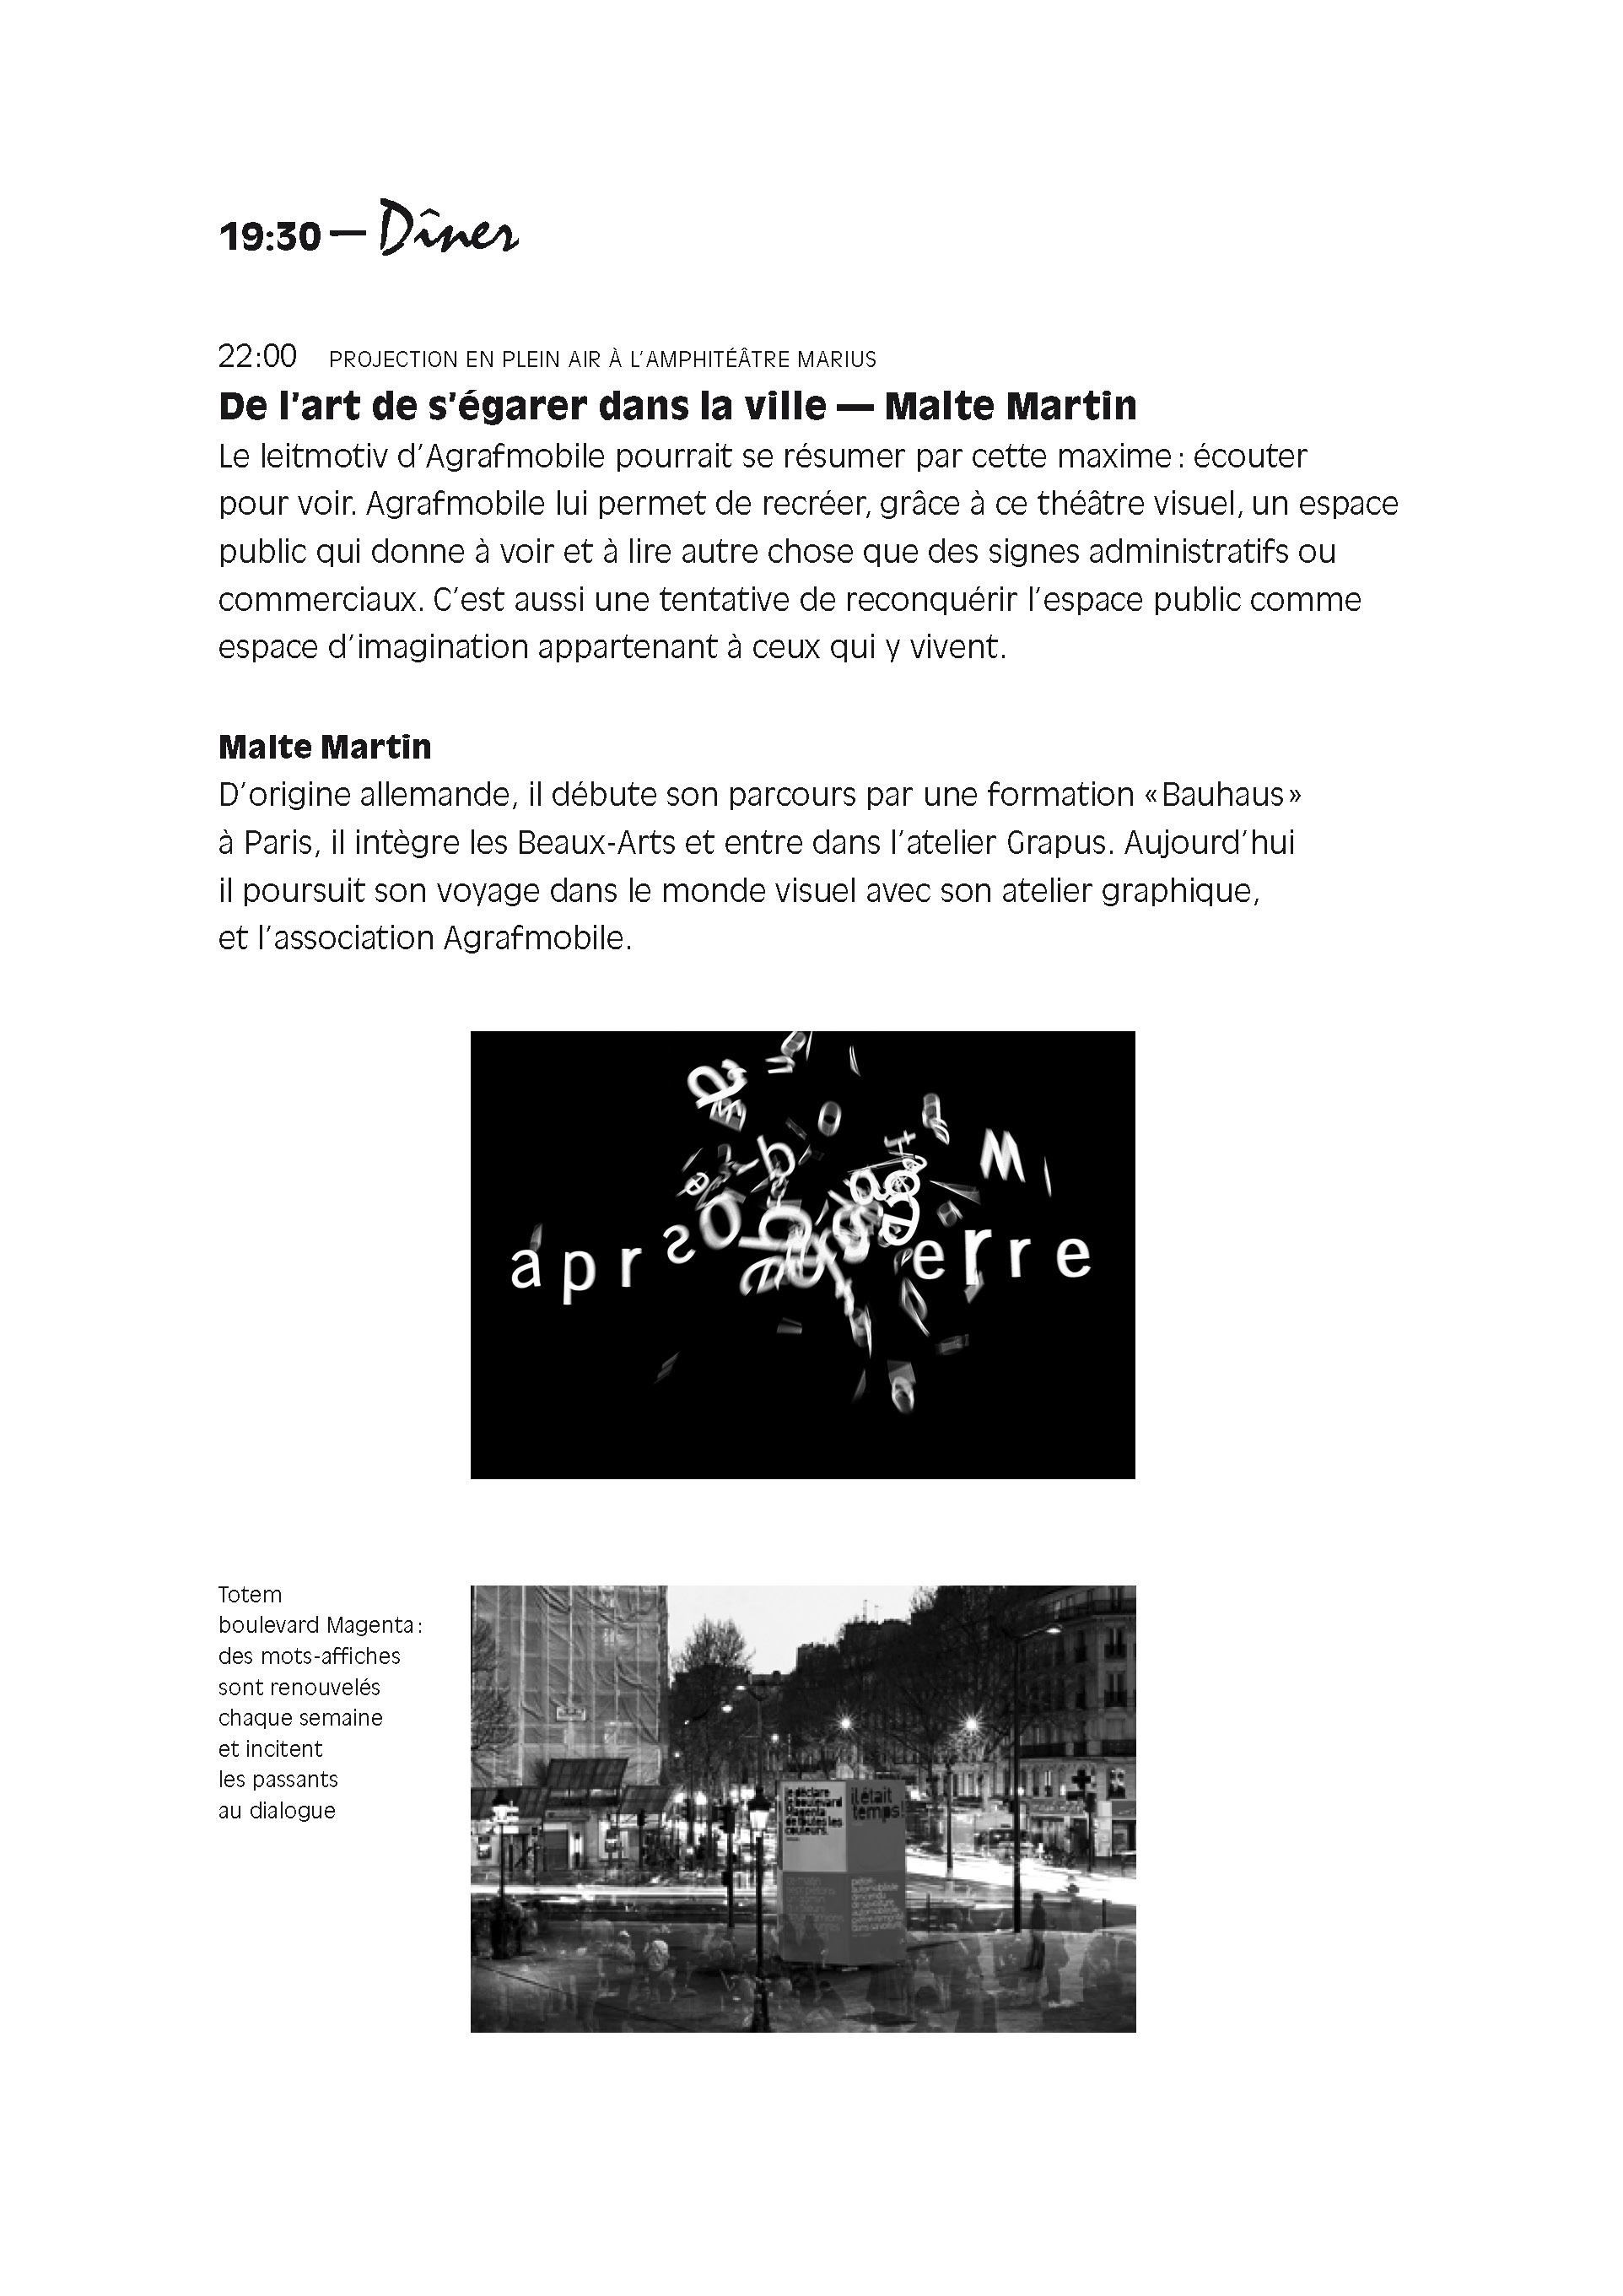 19:30 — Dîner
22:00 PROJECTION EN PLEIN AIR À L'AMPHITÉÂTRE MARIUS
De l'art de s'égarer dans la ville — Malte Martin
Le leitmotiv d'Agrafmobile pourrait se résumer par cette maxime : écouter
pour voir. Agrafmobile lui permet de recréer, grâce à ce théâtre visuel, un espace
public qui donne à voir et à lire autre chose que des signes administratifs ou
commerciaux. C'est aussi une tentative de reconquérir l'espace public comme
espace d'imagination appartenant à ceux qui y vivent.
Malte Martin
D'origine allemande, il débute son parcours par une formation « Bauhaus »
à Paris, il intègre les Beaux-Arts et entre dans l'atelier Grapus. Aujourd'hui
il poursuit son voyage dans le monde visuel avec son atelier graphique,
et l'association Agrafmobile.
a p r
e r r e
Totem
boulevard Magenta :
des mots-affiches
sont renouvelés
chaque semaine
et incitent
les passants
au dialogue
je déclare
le boulevard
Magenta
de toutes les
couleurs.
il était
temps!